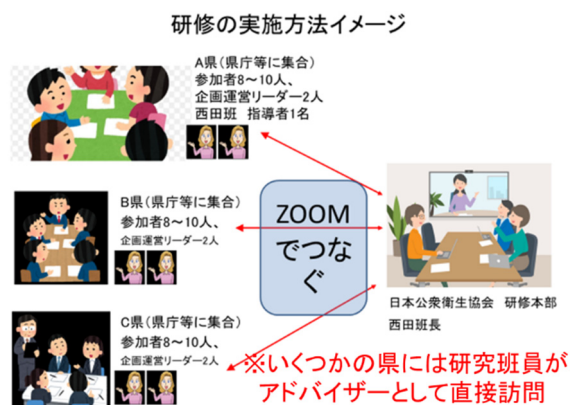 研修の実施方法イメージ
A県（県庁等に集合）
参加者8～10人、
企画運営リーダー2人
西田班　指導者1名
B県（県庁等に集合）
参加者8～10人、
企画運営リーダー2人
C県（県庁等に集合）
参加者8～10人、
企画運営リーダー2人
ZOOM
でつな
ぐ
日本公衆衛生協会　研修本部
西田班長
※いくつかの県には研究班員が
アドバイザーとして直接訪問